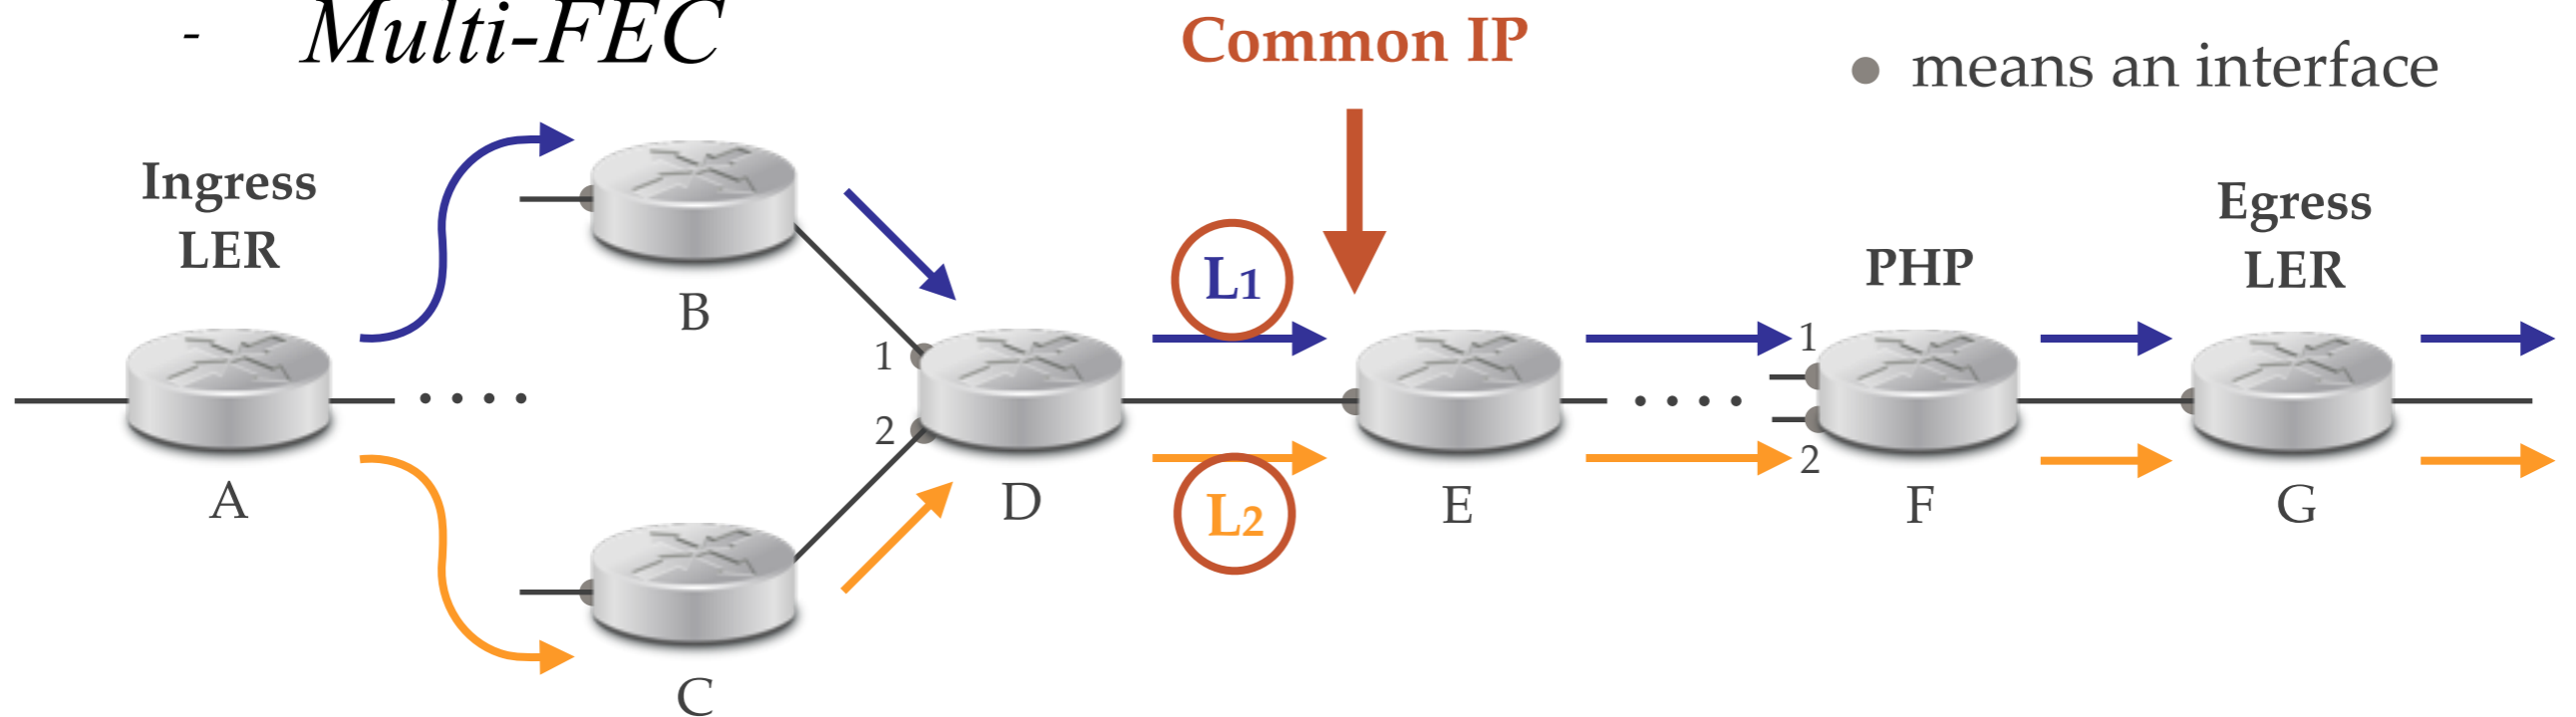 - Multi-FEC
Common IP
means an interface
Ingress
LER
Egress
LER
PHP
L1
L2
1
2
1
2
A
B
C
D
E
F
G